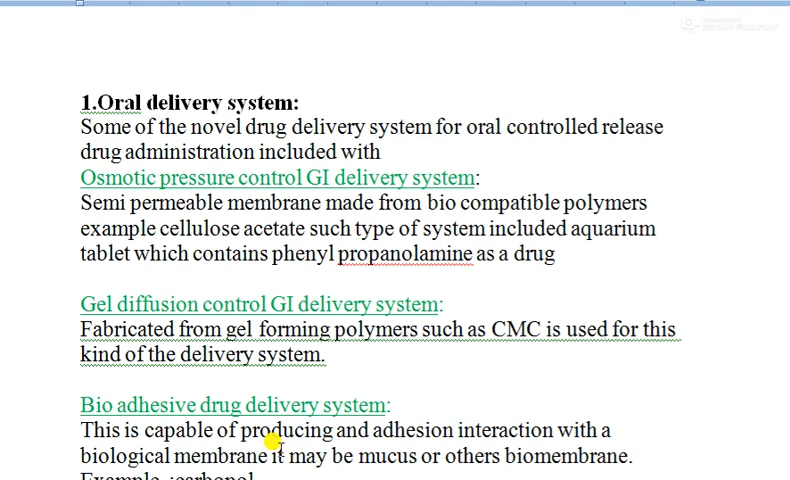 1.Oral delivery system:
Some of the novel drug delivery system for oral controlled release
drug administration included with
Osmotic pressure control GI delivery system:
Semi permeable membrane made from bio compatible polymers
example cellulose acetate such type of system included aquarium
tablet which contains phenyl propanolamine as a drug
Gel diffusion control GI delivery system:
Fabricated from gel forming polymers such as CMC is used for this
kind of the delivery system.
Bio adhesive drug delivery system:
This is capable of producing and adhesion interaction with a
biological membrane it may be mucus or others biomembrane.
Example :carbopol